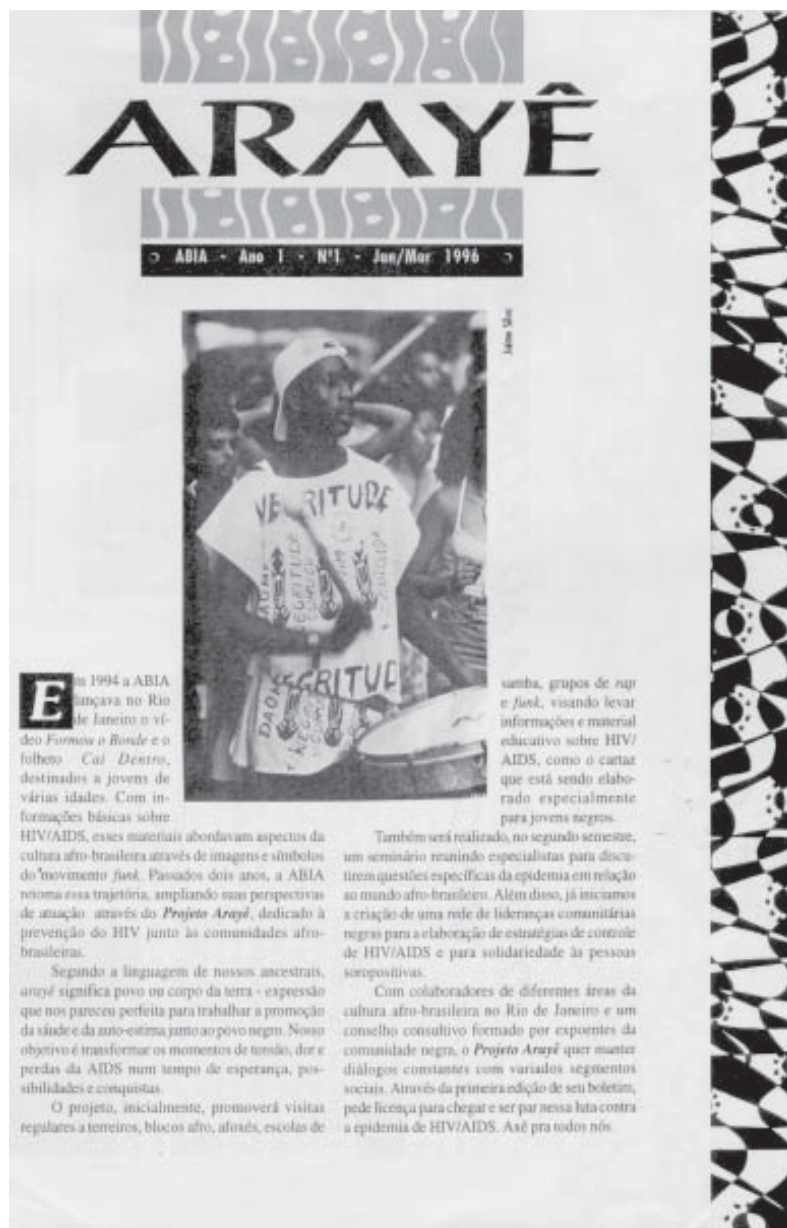 ARAYÊ
ABIA - Ano 1 - Nº1 - Jan/Mar 1996
NEGRITUDE
NEGRITUD
Em 1994 a ABIA
lançava no Rio
de Janeiro o ví-
deo Formou o Bonde e o
folheto Cai Dentro,
destinados a jovens de
várias idades. Com in-
formações básicas sobre
HIV/AIDS, esses materiais abordavam aspectos da
cultura afro-brasileira através de imagens e símbolos
do movimento funk. Passados dois anos, a ABIA
retoma essa trajetória, ampliando suas perspectivas
de atuação através do Projeto Arayê, dedicado à
prevenção do HIV junto às comunidades afro-
brasileiras.
Segundo a linguagem de nossos ancestrais,
arayê significa povo ou corpo da terra - expressão
que nos pareceu perfeita para trabalhar a promoção
da sáude e da auto-estima junto ao povo negro. Nosso
objetivo é transformar os momentos de tensão, dor e
perdas da AIDS num tempo de esperança, pos-
sibilidades e conquistas.
O projeto, inicialmente, promoverá visitas
regulares a terreiros, blocos afro, afoxés, escolas de
samba, grupos de rap
e funk, visando levar
informações e material
educativo sobre HIV/
AIDS, como o cartaz
que está sendo elabo-
rado especialmente
para jovens negros.
Também será realizado, no segundo semestre,
um seminário reunindo especialistas para discu-
tirem questões específicas da epidemia em relação
ao mundo afro-brasileiro. Além disso, já iniciamos
a criação de uma rede de lideranças comunitárias
negras para a elaboração de estratégias de controle
de HIV/AIDS e para solidariedade às pessoas
soropositivas.
Com colaboradores de diferentes áreas da
cultura afro-brasileira no Rio de Janeiro e um
conselho consultivo formado por expoentes da
comunidade negra, o Projeto Arayê quer manter
diálogos constantes com variados segmentos
sociais. Através da primeira edição de seu boletim,
pede licença para chegar e ser par nessa luta contra
a epidemia de HIV/AIDS. Axé pra todos nós.